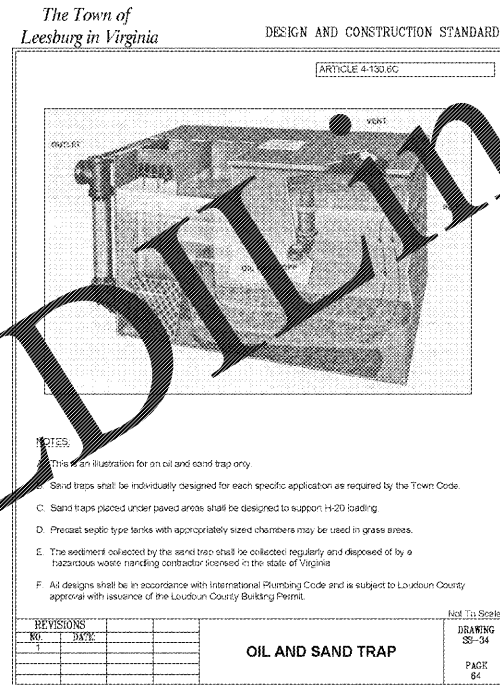 The Town of
Leesburg in Virginia
DESIGN AND CONSTRUCTION STANDARD
ARTICLE 4-130.6C
VENT
OUTLET
OIL
NOTES:
This is an illustration for an oil and sand trap only.
Sand traps shall be individually designed for each specific application as required by the Town Code.
C. Sand traps placed under paved areas shall be designed to support H-20 loading.
D. Precast septic type tanks with appropriately sized chambers may be used in grass areas.
E. The sediment collected by the sand trap shall be collected regularly and disposed of by a
hazardous waste handling contractor licensed in the state of Virginia
F. All designs shall be in accordance with International Plumbing Code and is subject to Loudoun County
approval with issuance of the Loudoun County Building Permit.
Not To Scale
REVISIONS
NO. DATE
1
OIL AND SAND TRAP
DRAWING
SS-34
PAGE
64